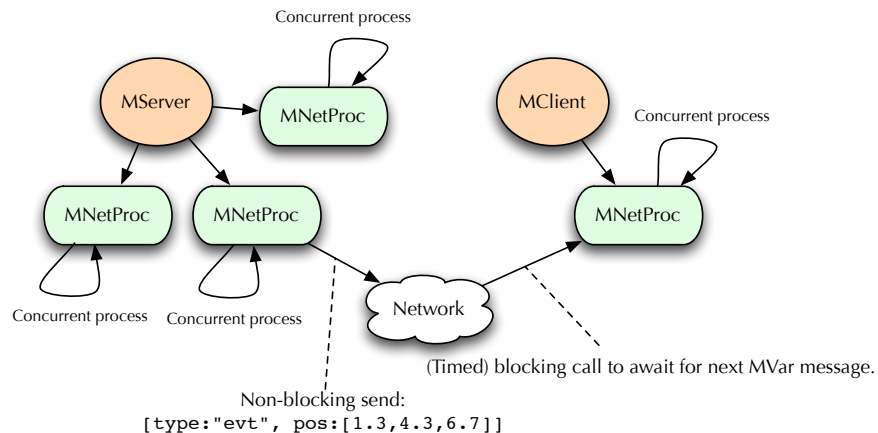 Concurrent process
MServer
MNetProc
MClient
Concurrent process
MNetProc
MNetProc
MNetProc
Concurrent process
Concurrent process
Network
(Timed) blocking call to await for next MVar message.
Non-blocking send:
[type:"evt", pos:[1.3,4.3,6.7]]